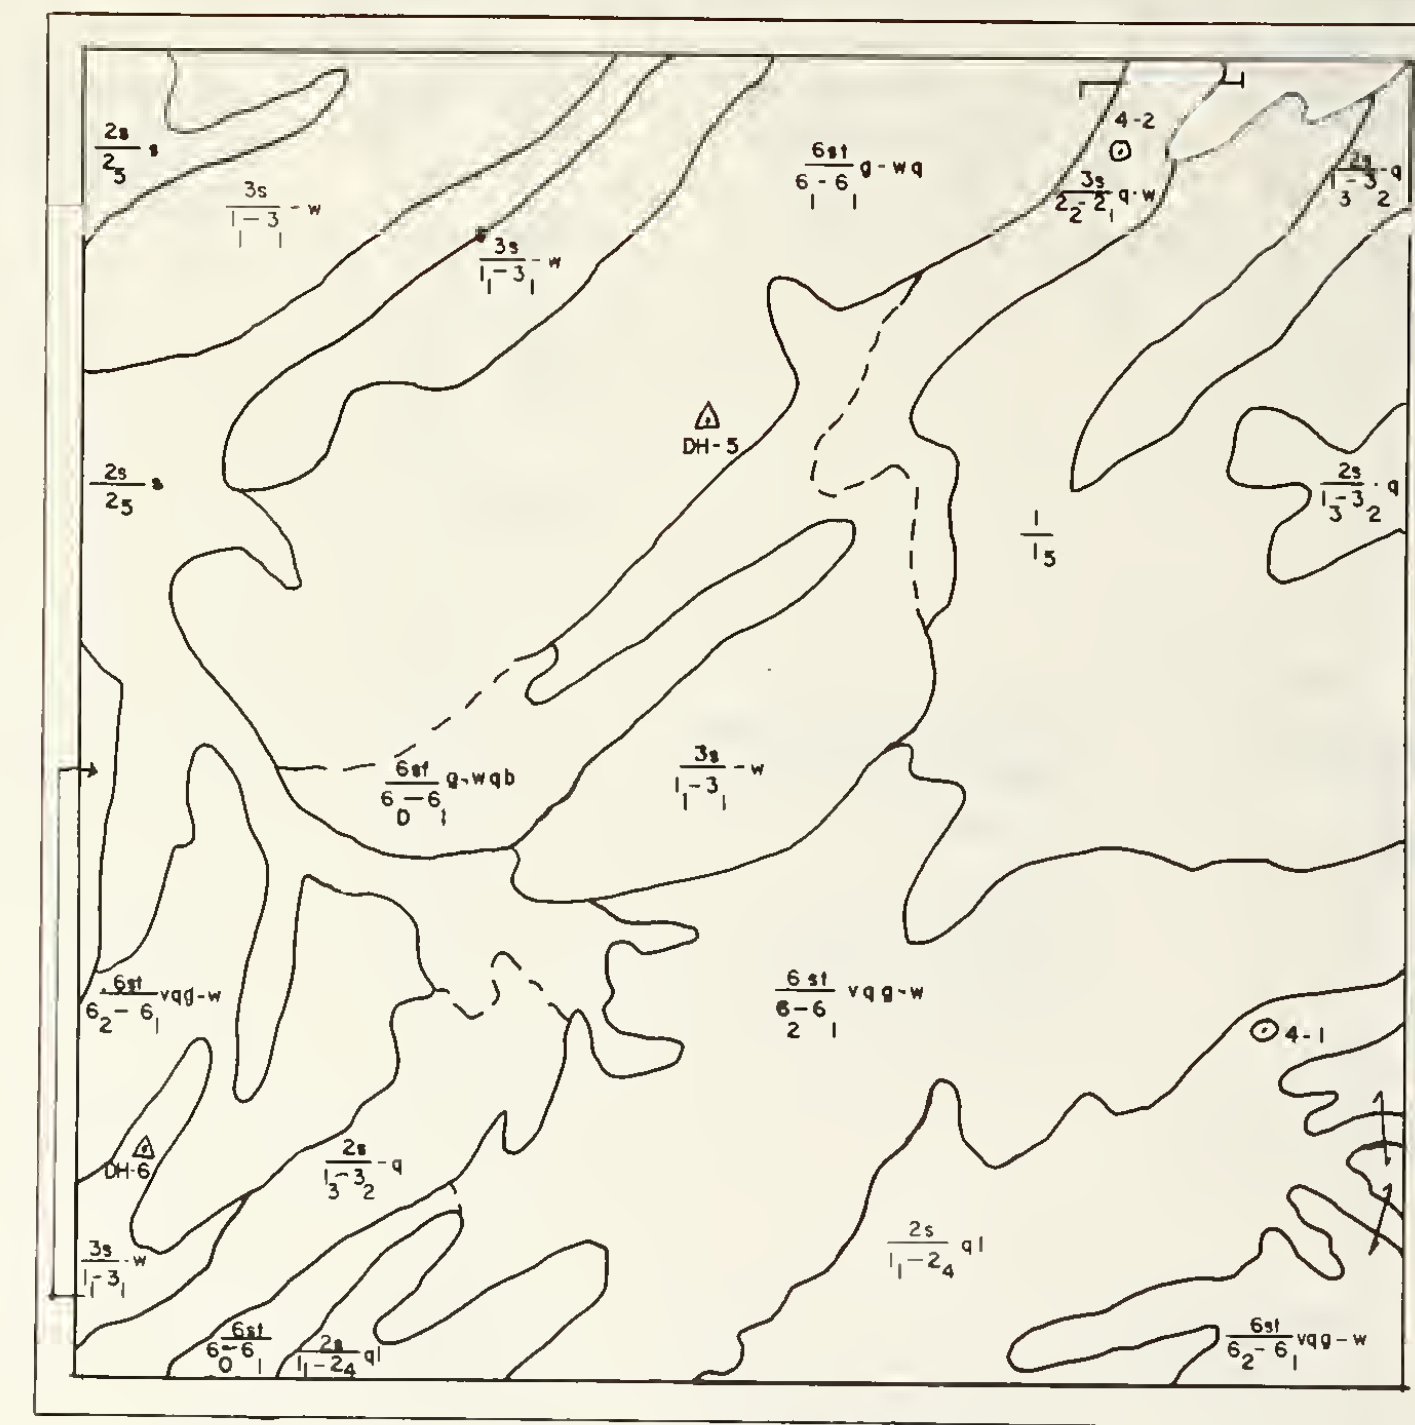 4-2
2s
2 5 s
3s
1 - 3 - w
1 1
6st
6 - 6 g - wq
1 1
3s
2 2 - 2 1 q - w
2s
1 - 3 - q
3 2
3s
1 - 3 - w
1 1
DH-5
2s
2 5 s
2s
1 - 3 - q
3 2
1
1 5
6st
6 - 6 g - wqb
0 1
3s
1 - 3 - w
1 1
6st
6 2 - 6 1 vqg-w
6 st
6 - 6 vqg-w
2 1
4-1
DH-6
2s
1 - 3 - q
3 2
3s
1 - 3 - w
1 1
2s
1 1 - 2 4 ql
6st
6 - 6
0 1
2s
1 1 - 2 4 ql
6st
6 2 - 6 1 vqg-w